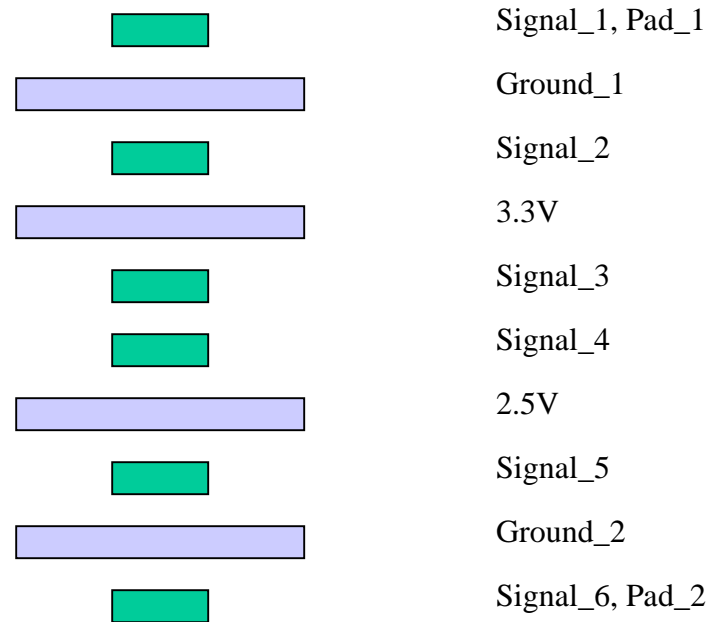 Signal_1, Pad_1
Ground_1
Signal_2
3.3V
Signal_3
Signal_4
2.5V
Signal_5
Ground_2
Signal_6, Pad_2